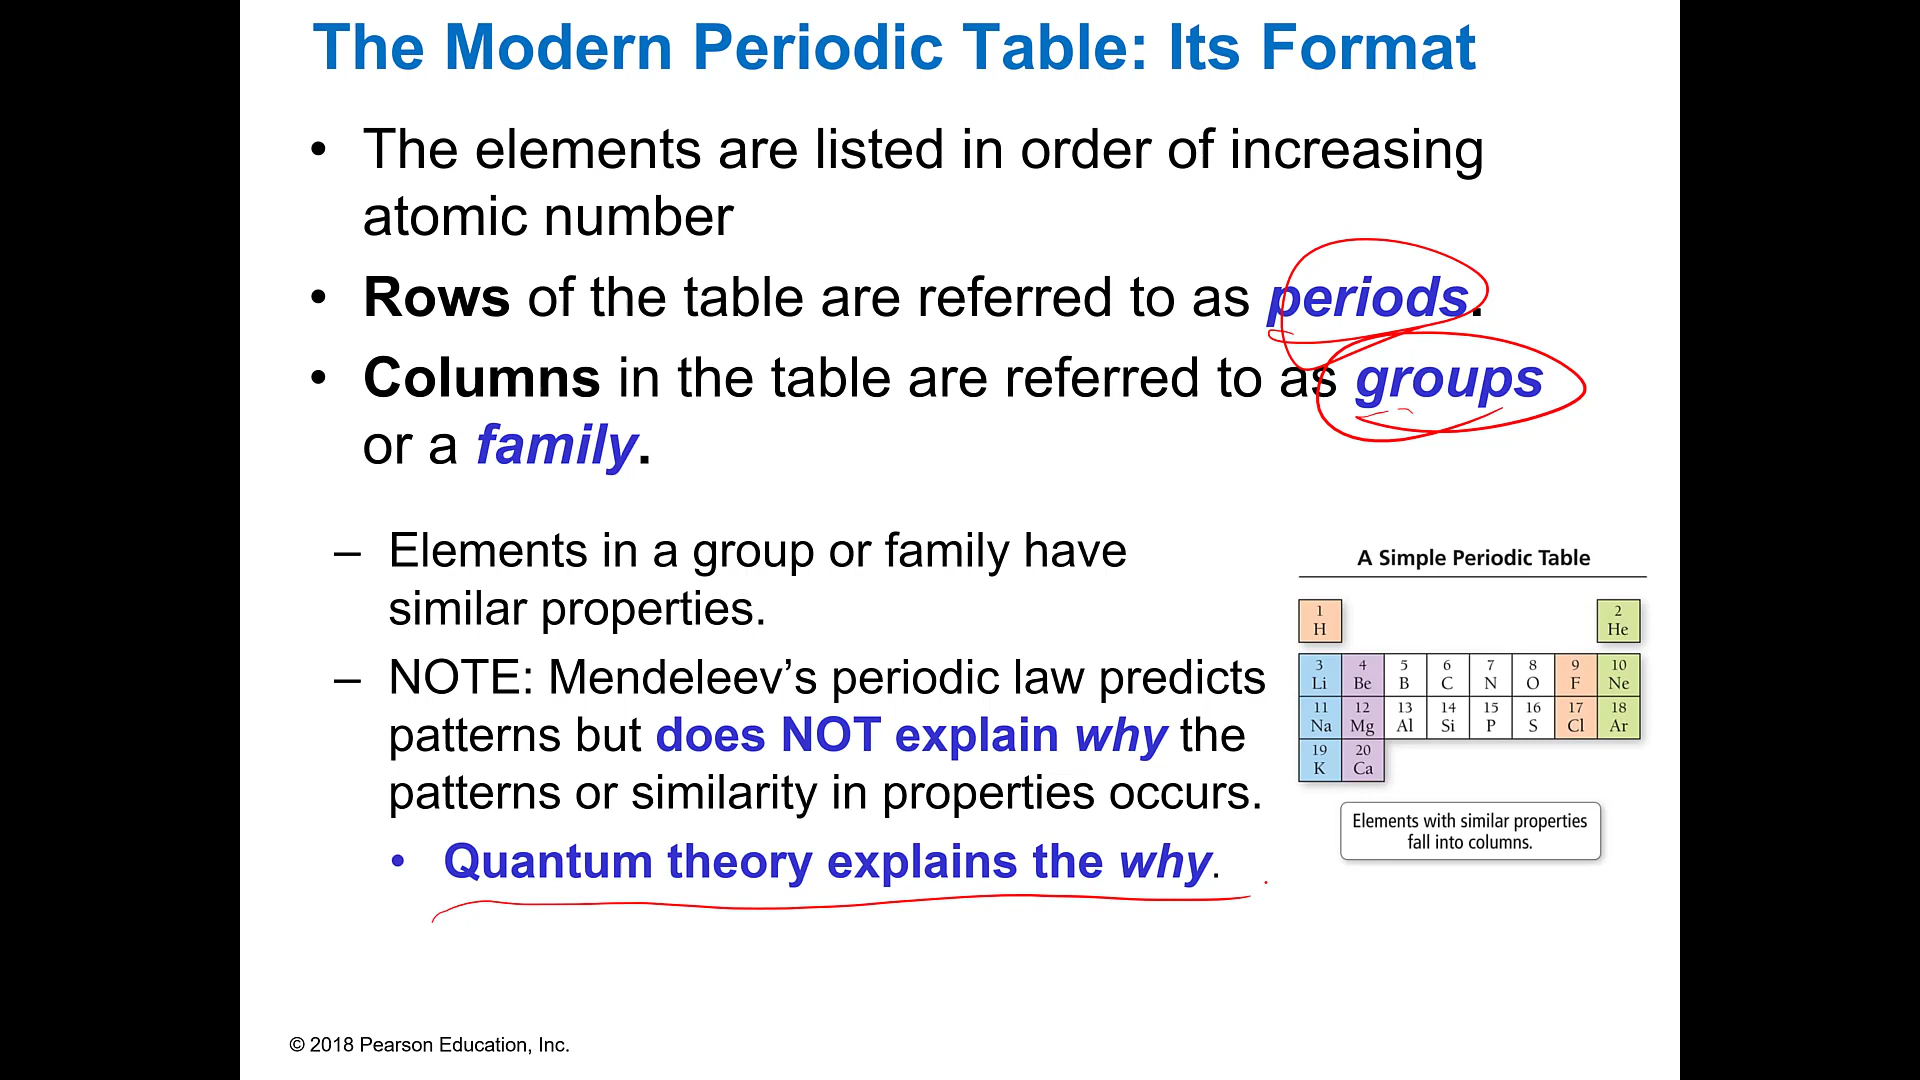 The Modern Periodic Table: Its Format
• The elements are listed in order of increasing
atomic number
• Rows of the table are referred to as periods.
• Columns in the table are referred to as groups
or a family.
– Elements in a group or family have
similar properties.
– NOTE: Mendeleev’s periodic law predicts
patterns but does NOT explain why the
patterns or similarity in properties occurs.
• Quantum theory explains the why.
A Simple Periodic Table
1 2
H He
3 4 5 6 7 8 9 10
Li Be B C N O F Ne
11 12 13 14 15 16 17 18
Na Mg Al Si P S Cl Ar
19 20
K Ca
Elements with similar properties
fall into columns.
© 2018 Pearson Education, Inc.